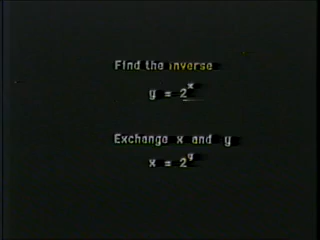 Find the inverse
y = 2^x
Exchange x and y
x = 2^y